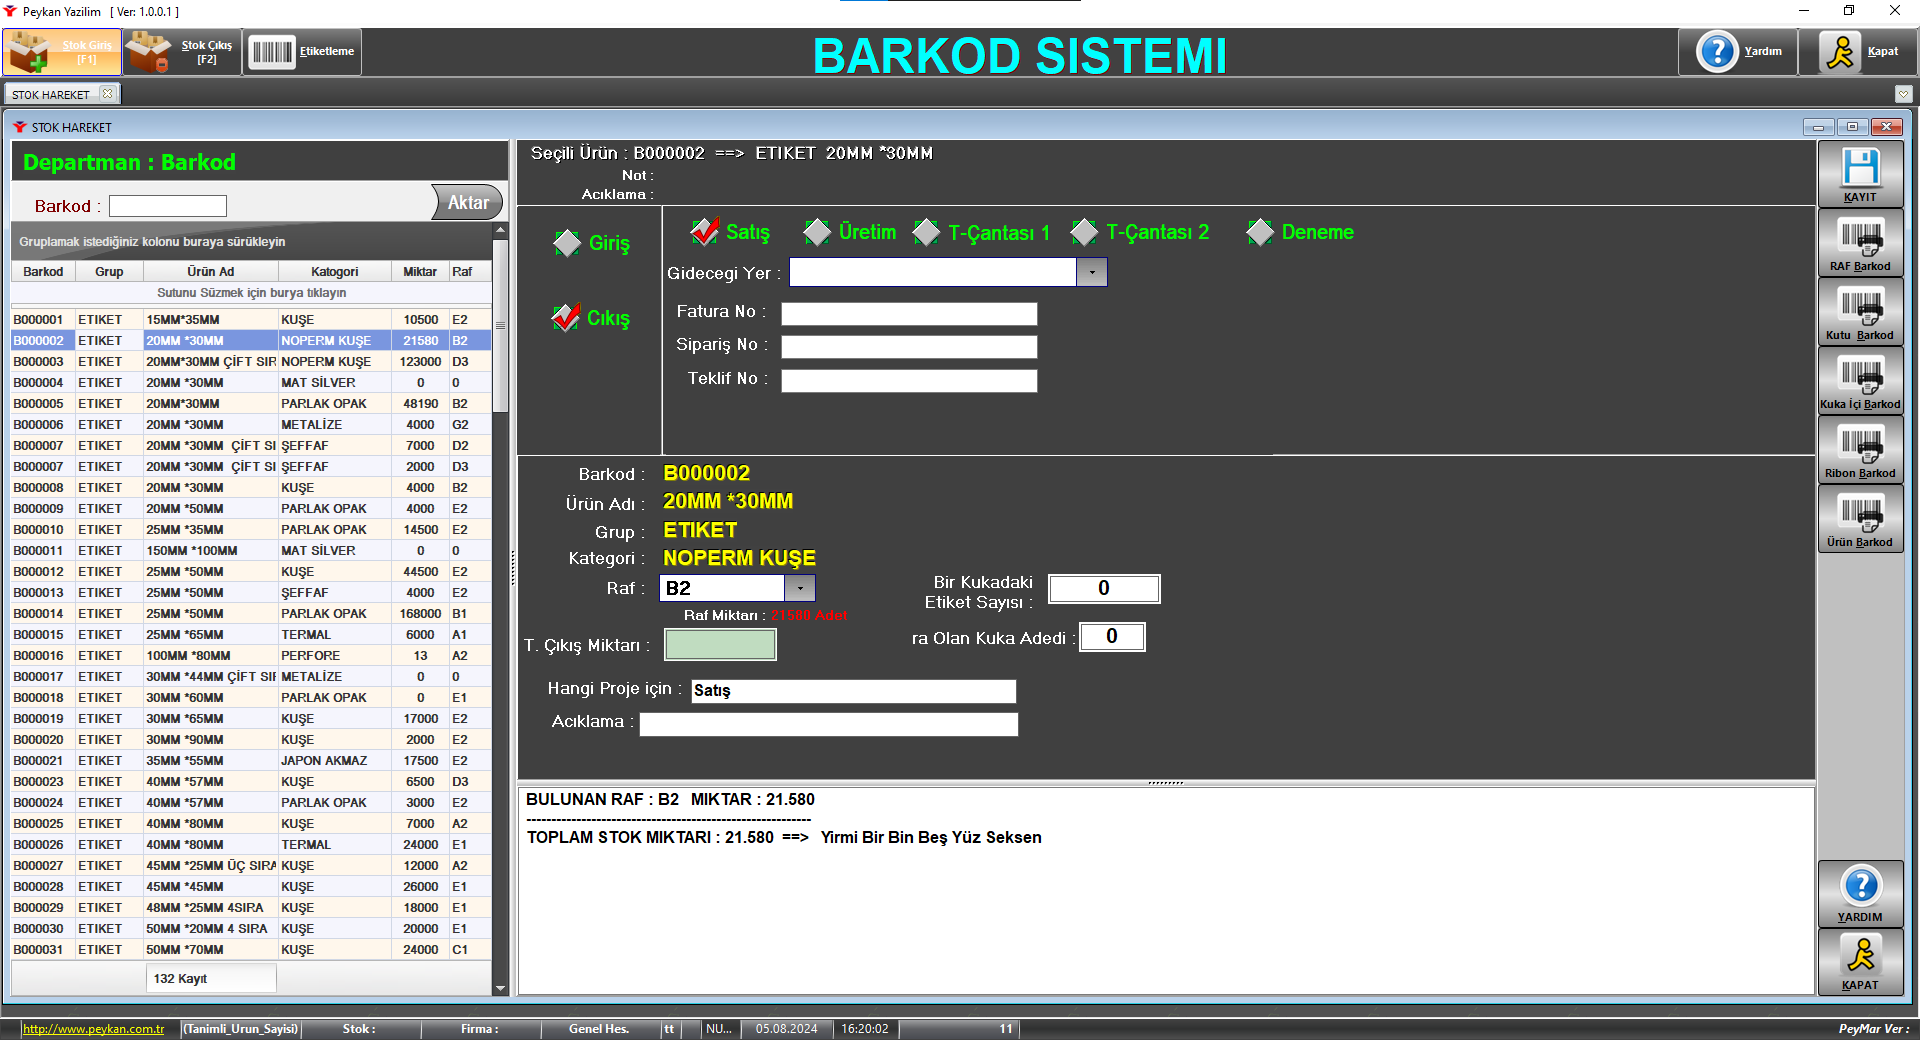 Peykan Yazilim   [ Ver: 1.0.0.1 ]
Stok Giriş [F1]
Stok Çıkış [F2]
Etiketleme
BARKOD SISTEMI
Yardım
Kapat
STOK HAREKET
STOK HAREKET
Departman : Barkod
Barkod :
Aktar
Gruplamak istediğiniz kolonu buraya sürükleyin
Barkod Grup Ürün Ad Katogori Miktar Raf
Sutunu Süzmek için burya tıklayın
B000001 ETIKET 15MM*35MM KUŞE 10500 E2
B000002 ETIKET 20MM *30MM NOPERM KUŞE 21580 B2
B000003 ETIKET 20MM*30MM ÇİFT SIR NOPERM KUŞE 123000 D3
B000004 ETIKET 20MM *30MM MAT SİLVER 0 0
B000005 ETIKET 20MM*30MM PARLAK OPAK 48190 B2
B000006 ETIKET 20MM *30MM METALİZE 4000 G2
B000007 ETIKET 20MM *30MM  ÇİFT SI ŞEFFAF 7000 D2
B000007 ETIKET 20MM *30MM  ÇİFT SI ŞEFFAF 2000 D3
B000008 ETIKET 20MM *30MM KUŞE 4000 B2
B000009 ETIKET 20MM *50MM PARLAK OPAK 4000 E2
B000010 ETIKET 25MM *35MM PARLAK OPAK 14500 E2
B000011 ETIKET 150MM *100MM MAT SİLVER 0 0
B000012 ETIKET 25MM *50MM KUŞE 44500 E2
B000013 ETIKET 25MM *50MM ŞEFFAF 4000 E2
B000014 ETIKET 25MM *50MM PARLAK OPAK 168000 B1
B000015 ETIKET 25MM *65MM TERMAL 6000 A1
B000016 ETIKET 100MM *80MM PERFORE 13 A2
B000017 ETIKET 30MM *44MM ÇİFT SIF METALİZE 0 0
B000018 ETIKET 30MM *60MM PARLAK OPAK 0 E1
B000019 ETIKET 30MM *65MM KUŞE 17000 E2
B000020 ETIKET 30MM *90MM KUŞE 2000 E2
B000021 ETIKET 35MM *55MM JAPON AKMAZ 17500 E2
B000023 ETIKET 40MM *57MM KUŞE 6500 D3
B000024 ETIKET 40MM *57MM PARLAK OPAK 3000 E2
B000025 ETIKET 40MM *80MM KUŞE 7000 A2
B000026 ETIKET 40MM *80MM TERMAL 24000 E1
B000027 ETIKET 45MM *25MM ÜÇ SIRA KUŞE 12000 A2
B000028 ETIKET 45MM *45MM KUŞE 26000 E1
B000029 ETIKET 48MM *25MM 4SIRA KUŞE 18000 E1
B000030 ETIKET 50MM *20MM 4 SIRA KUŞE 20000 E1
B000031 ETIKET 50MM *70MM KUŞE 24000 C1
132 Kayıt
Seçili Ürün : B000002  ==>  ETIKET  20MM *30MM
Not :
Acıklama :
Giriş
Cıkış
Satış
Üretim
T-Çantası 1
T-Çantası 2
Deneme
Gidecegi Yer :
Fatura No :
Sipariş No :
Teklif No :
Barkod : B000002
Ürün Adı : 20MM *30MM
Grup : ETIKET
Kategori : NOPERM KUŞE
Raf : B2
Raf Miktarı : 21580 Adet
T. Çıkış Miktarı :
Bir Kukadaki
Etiket Sayısı : 0
ra Olan Kuka Adedi : 0
Hangi Proje için : Satış
Acıklama :
BULUNAN RAF : B2   MIKTAR : 21.580
------------------------------------------------------------
TOPLAM STOK MIKTARI : 21.580  ==>   Yirmi Bir Bin Beş Yüz Seksen
KAYIT
RAF Barkod
Kutu Barkod
Kuka İçi Barkod
Ribon Barkod
Ürün Barkod
YARDIM
KAPAT
http://www.peykan.com.tr (Tanimli_Urun_Sayisi) Stok : Firma : Genel Hes. tt NU... 05.08.2024 16:20:02 11 PeyMar Ver :